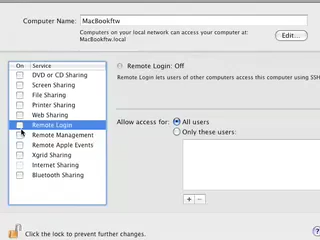 Computer Name: MacBookftw
Computers on your local network can access your computer at:
MacBookftw.local
Edit...
On Service
DVD or CD Sharing
Screen Sharing
File Sharing
Printer Sharing
Web Sharing
Remote Login
Remote Management
Remote Apple Events
Xgrid Sharing
Internet Sharing
Bluetooth Sharing
Remote Login: Off
Remote Login lets users of other computers access this computer using SSH
Allow access for: All users
Only these users:
+ −
Click the lock to prevent further changes.
?